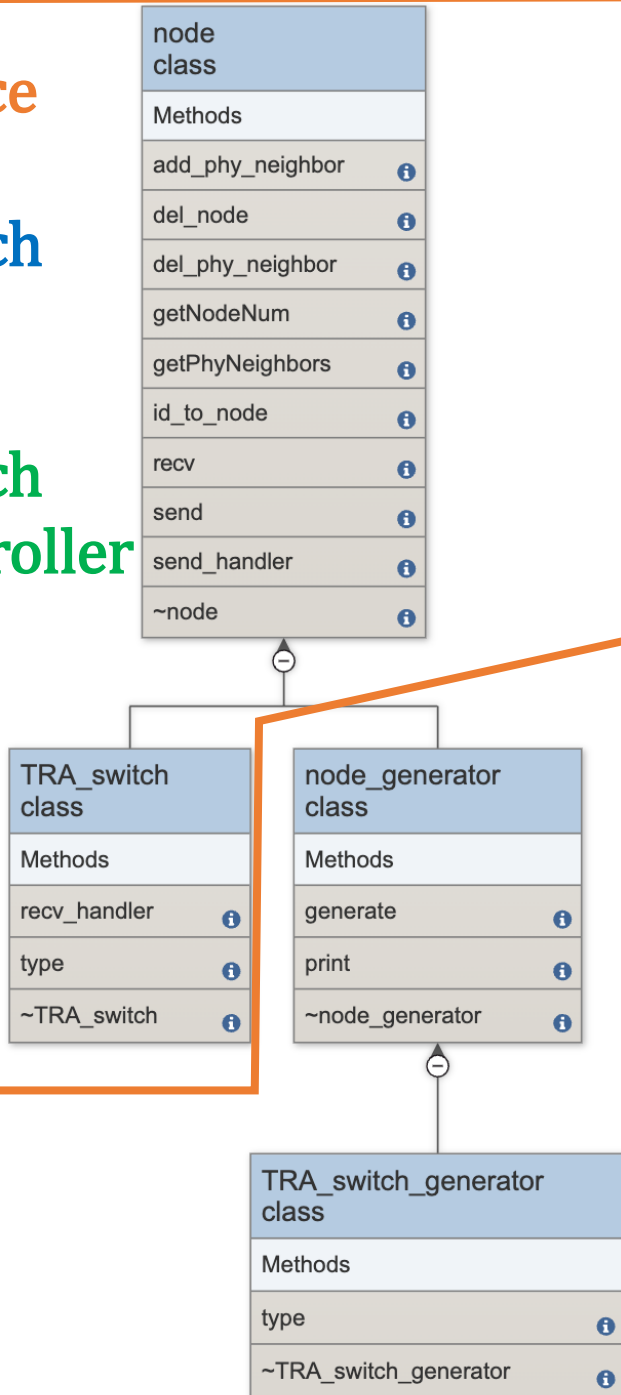 node
class
Methods
add_phy_neighbor
del_node
del_phy_neighbor
getNodeNum
getPhyNeighbors
id_to_node
recv
send
send_handler
~node
ce
ch
ch
roller
TRA_switch
class
Methods
recv_handler
type
~TRA_switch
node_generator
class
Methods
generate
print
~node_generator
TRA_switch_generator
class
Methods
type
~TRA_switch_generator